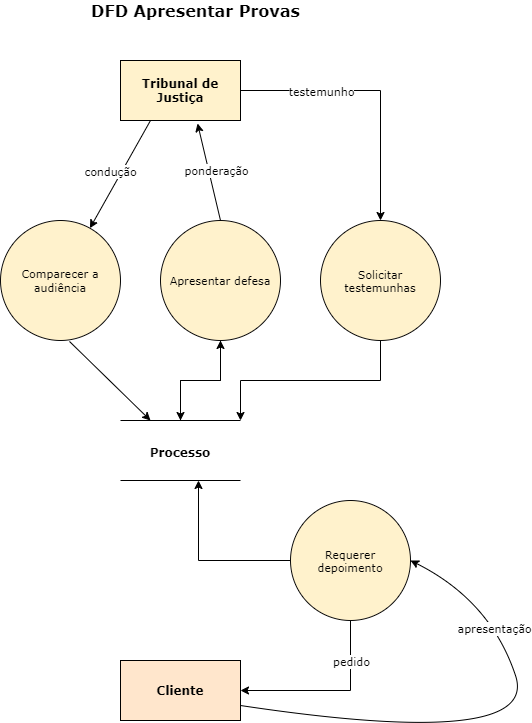 DFD Apresentar Provas
Tribunal de
Justiça
testemunho
condução
ponderação
Comparecer a
audiência
Apresentar defesa
Solicitar
testemunhas
Processo
Requerer
depoimento
apresentação
pedido
Cliente